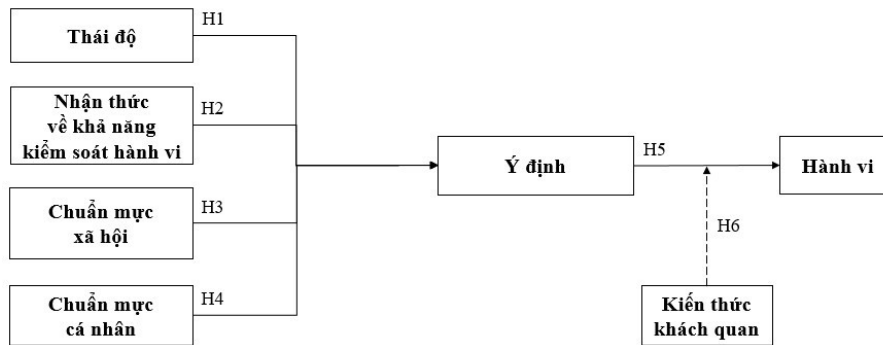 Thái độ
H1
Nhận thức
về khả năng
kiểm soát hành vi
H2
Chuẩn mực
xã hội
H3
Chuẩn mực
cá nhân
H4
Ý định
H5
Hành vi
H6
Kiến thức
khách quan